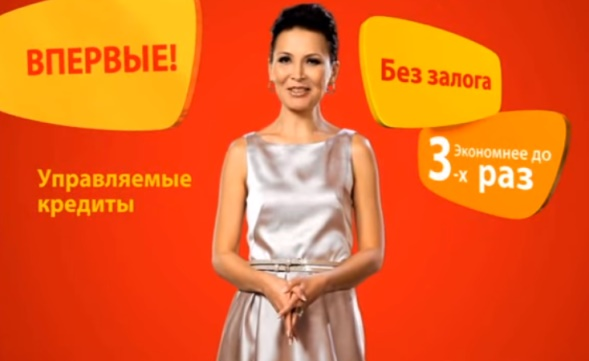 ВПЕРВЫЕ!
Без залога
Экономнее до
3-х раз
Управляемые
кредиты